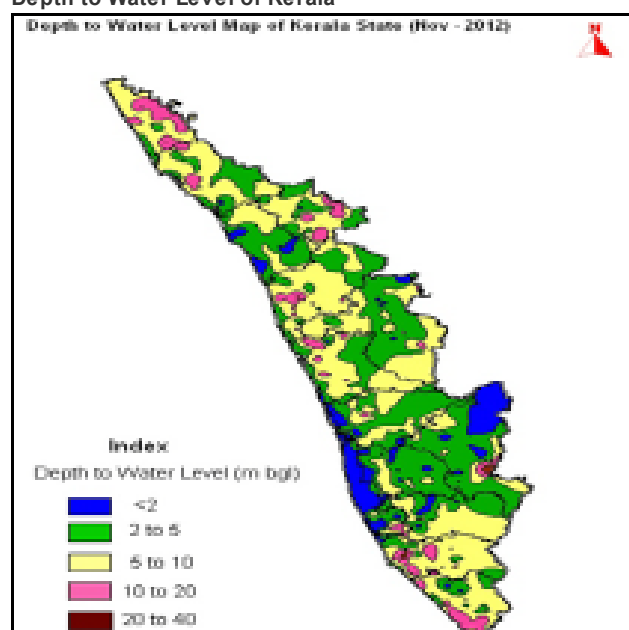 Depth to Water Level of Kerala
Depth to Water Level Map of Kerala State (Nov - 2012)
N
Index
Depth to Water Level (m bgl)
<2
2 to 5
5 to 10
10 to 20
20 to 40